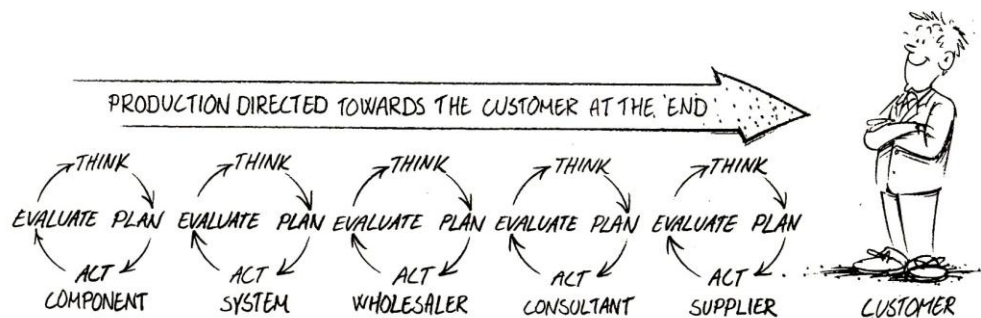 PRODUCTION DIRECTED TOWARDS THE CUSTOMER AT THE END
THINK THINK THINK THINK THINK
EVALUATE PLAN EVALUATE PLAN EVALUATE PLAN EVALUATE PLAN EVALUATE PLAN
ACT ACT ACT ACT ACT
COMPONENT SYSTEM WHOLESALER CONSULTANT SUPPLIER CUSTOMER